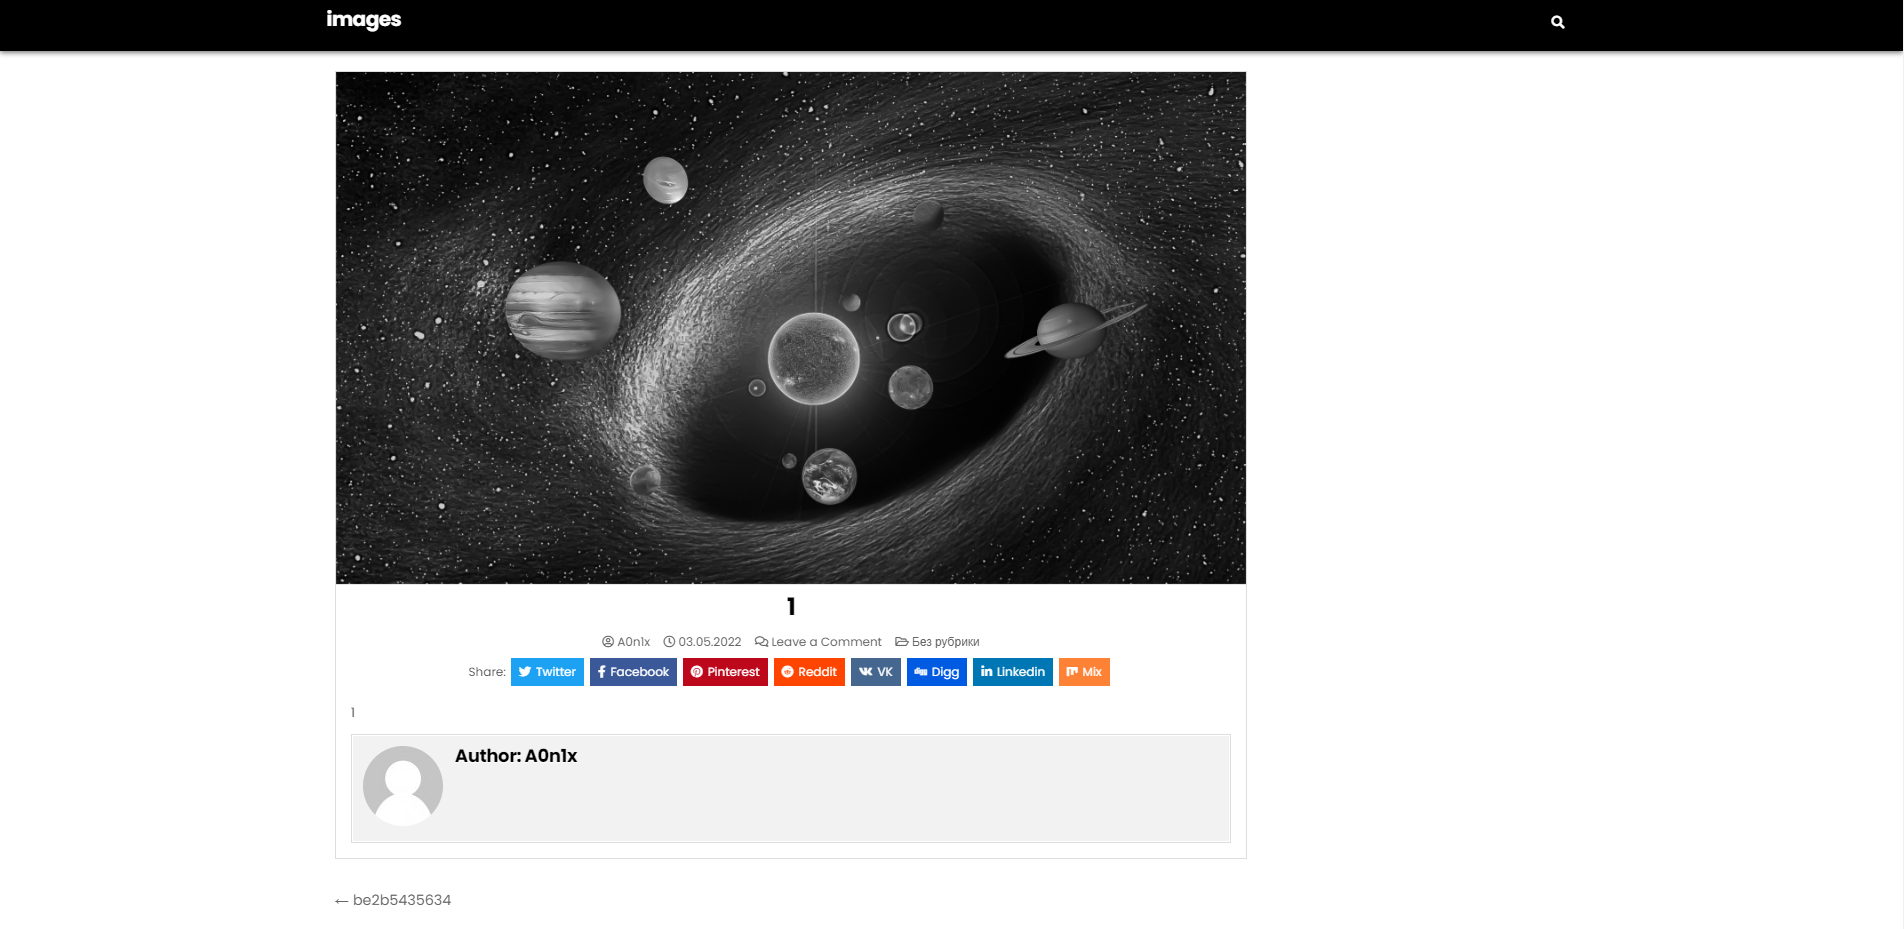 images
1
A0n1x 03.05.2022 Leave a Comment Без рубрики
Share: Twitter Facebook Pinterest Reddit VK Digg Linkedin Mix
1
Author: A0n1x
← be2b5435634